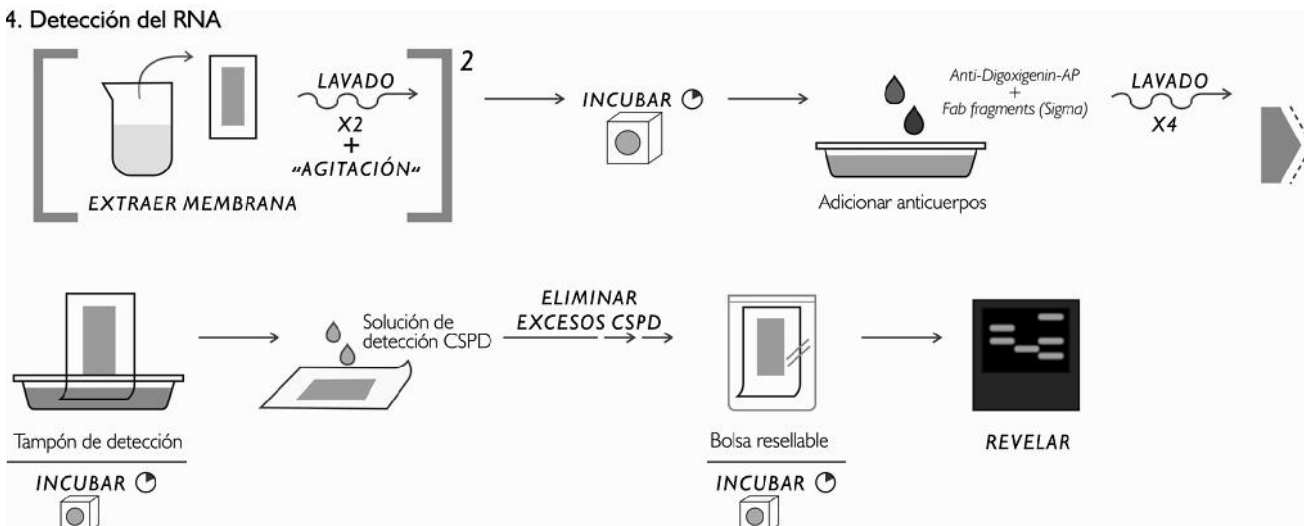 4. Detección del RNA
2
LAVADO
X2
+
"AGITACIÓN"
EXTRAER MEMBRANA
INCUBAR
Anti-Digoxigenin-AP
+
Fab fragments (Sigma)
Adicionar anticuerpos
LAVADO
X4
Tampón de detección
INCUBAR
Solución de
detección CSPD
ELIMINAR
EXCESOS CSPD
Bolsa resellable
INCUBAR
REVELAR